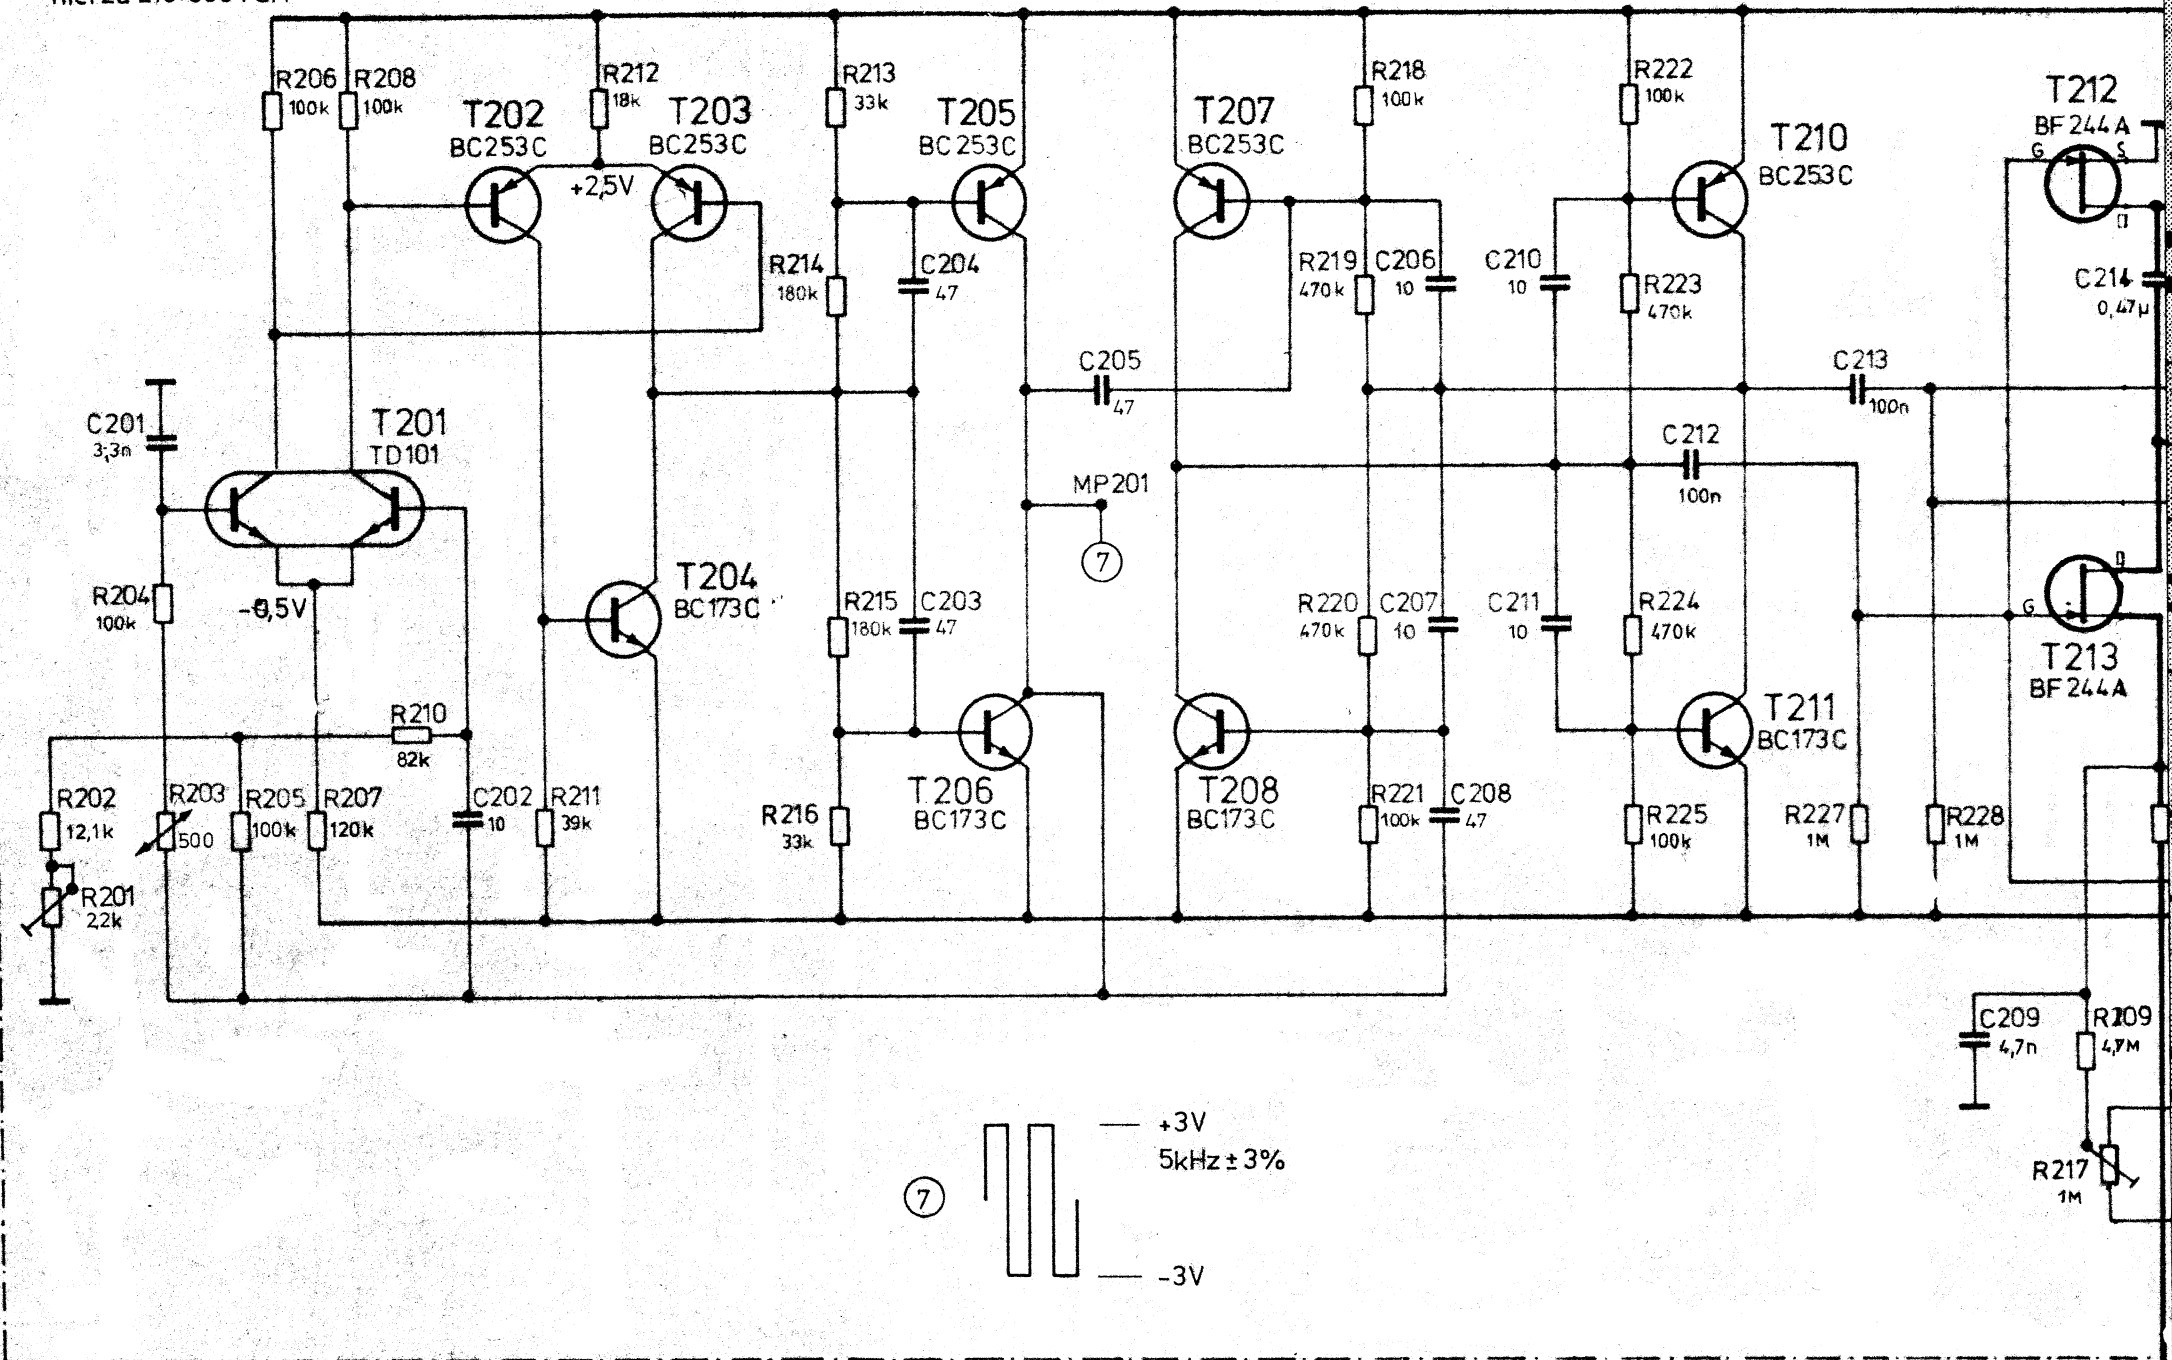 R206
100k
R208
100k
T202
BC253C
R212
18k
T203
BC253C
+2,5V
R213
33k
T205
BC253C
T207
BC253C
R218
100k
R222
100k
T210
BC253C
T212
BF244A
G
S
D
R214
180k
C204
47
R219
470k
C206
10
C210
10
R223
470k
C214
0,47µ
C205
47
C213
100n
C201
3,3n
T201
TD101
C212
100n
MP201
7
R204
100k
T204
BC173C
R215
180k
C203
47
R220
470k
C207
10
C211
10
R224
470k
D
G
T213
BF244A
R210
82k
R202
12,1k
R203
500
R205
100k
R207
120k
C202
10
R211
39k
R216
33k
T206
BC173C
T208
BC173C
R221
100k
C208
47
T211
BC173C
R225
100k
R227
1M
R228
1M
R201
22k
C209
4,7n
R209
4,7M
R217
1M
7
+3V
5kHz±3%
-3V